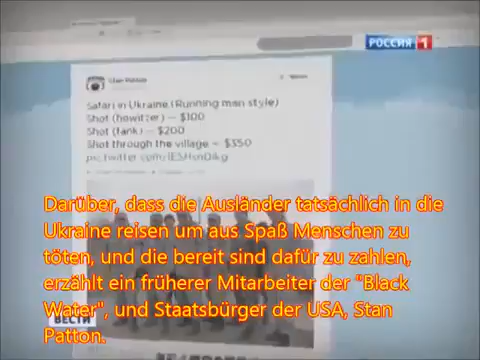 РОССИЯ 1
Stan Patton
Safari in Ukraine.(Running man style)
Shot (howitzer) – $100
Shot (tank) – $200
Shot through the village – $350
Darüber, dass die Ausländer tatsächlich in die
Ukraine reisen um aus Spaß Menschen zu
töten, und die bereit sind dafür zu zahlen,
erzählt ein früherer Mitarbeiter der "Black
Water", und Staatsbürger der USA, Stan
Patton.
ВЕСТИ